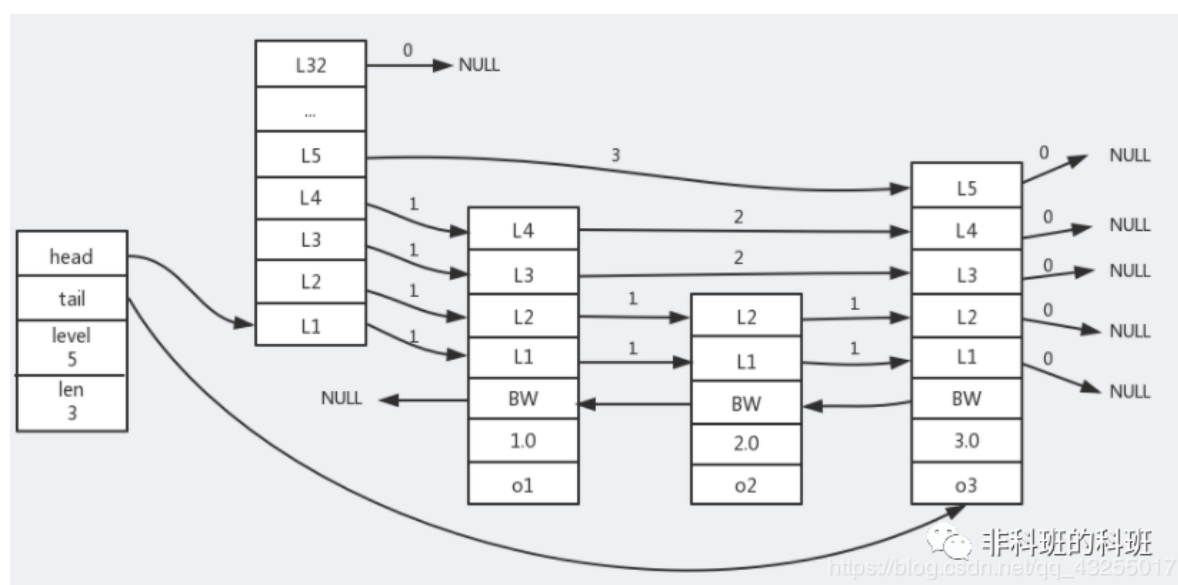 head
tail
level
5
len
3
L32
...
L5
L4
L3
L2
L1
0
NULL
3
1
1
1
1
L4
L3
L2
L1
BW
1.0
o1
NULL
2
2
1
1
L2
L1
BW
2.0
o2
1
1
L5
L4
L3
L2
L1
BW
3.0
o3
0
NULL
0
NULL
0
NULL
0
NULL
0
NULL
非科班的科班
https://blog.csdn.net/qq_43255017